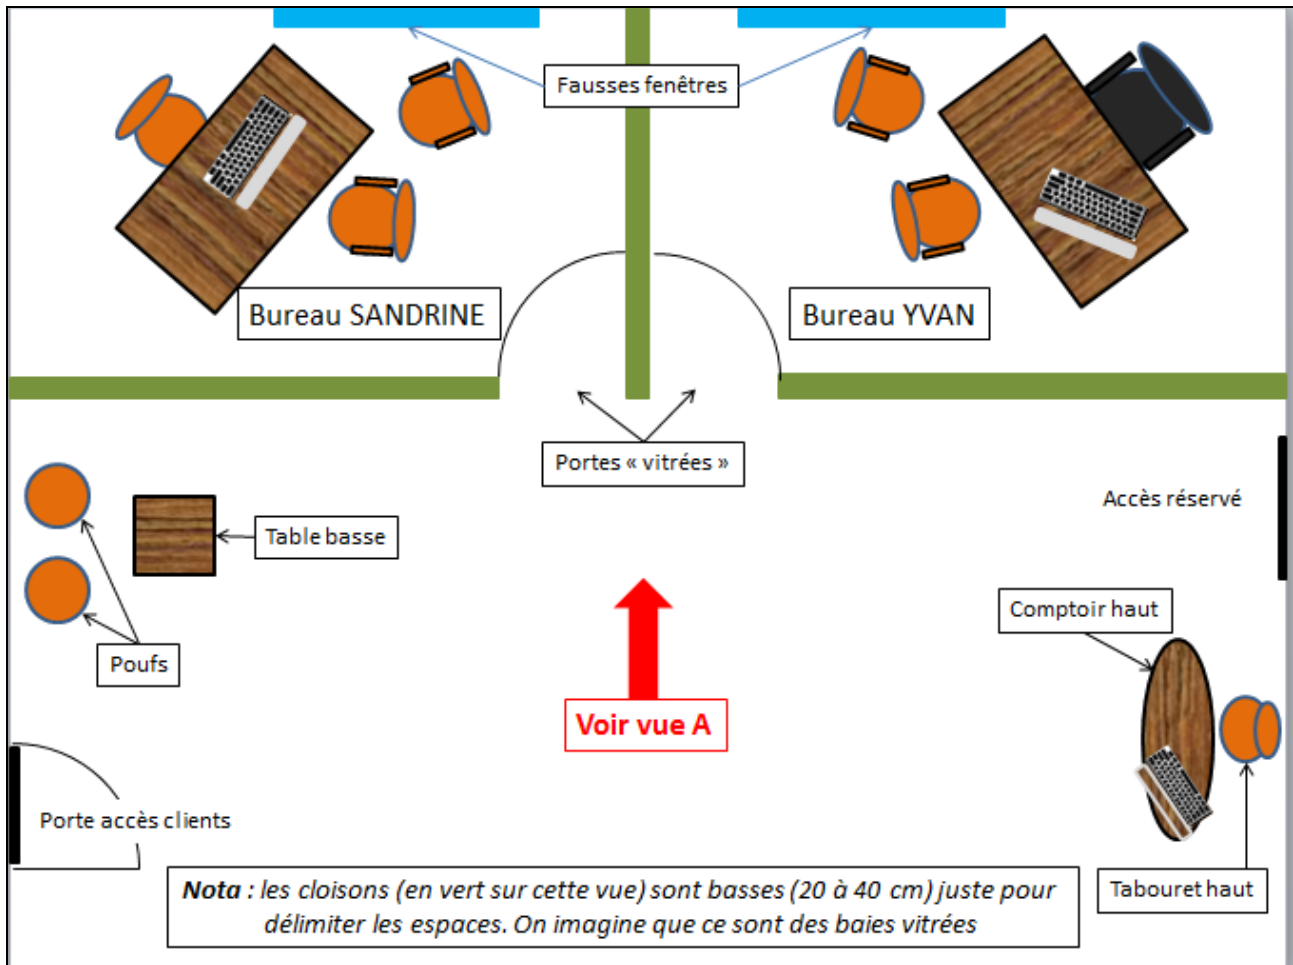 Fausses fenêtres
Bureau SANDRINE
Bureau YVAN
Portes « vitrées »
Accès réservé
Table basse
Comptoir haut
Poufs
Voir vue A
Porte accès clients
Tabouret haut
Nota : les cloisons (en vert sur cette vue) sont basses (20 à 40 cm) juste pour
délimiter les espaces. On imagine que ce sont des baies vitrées